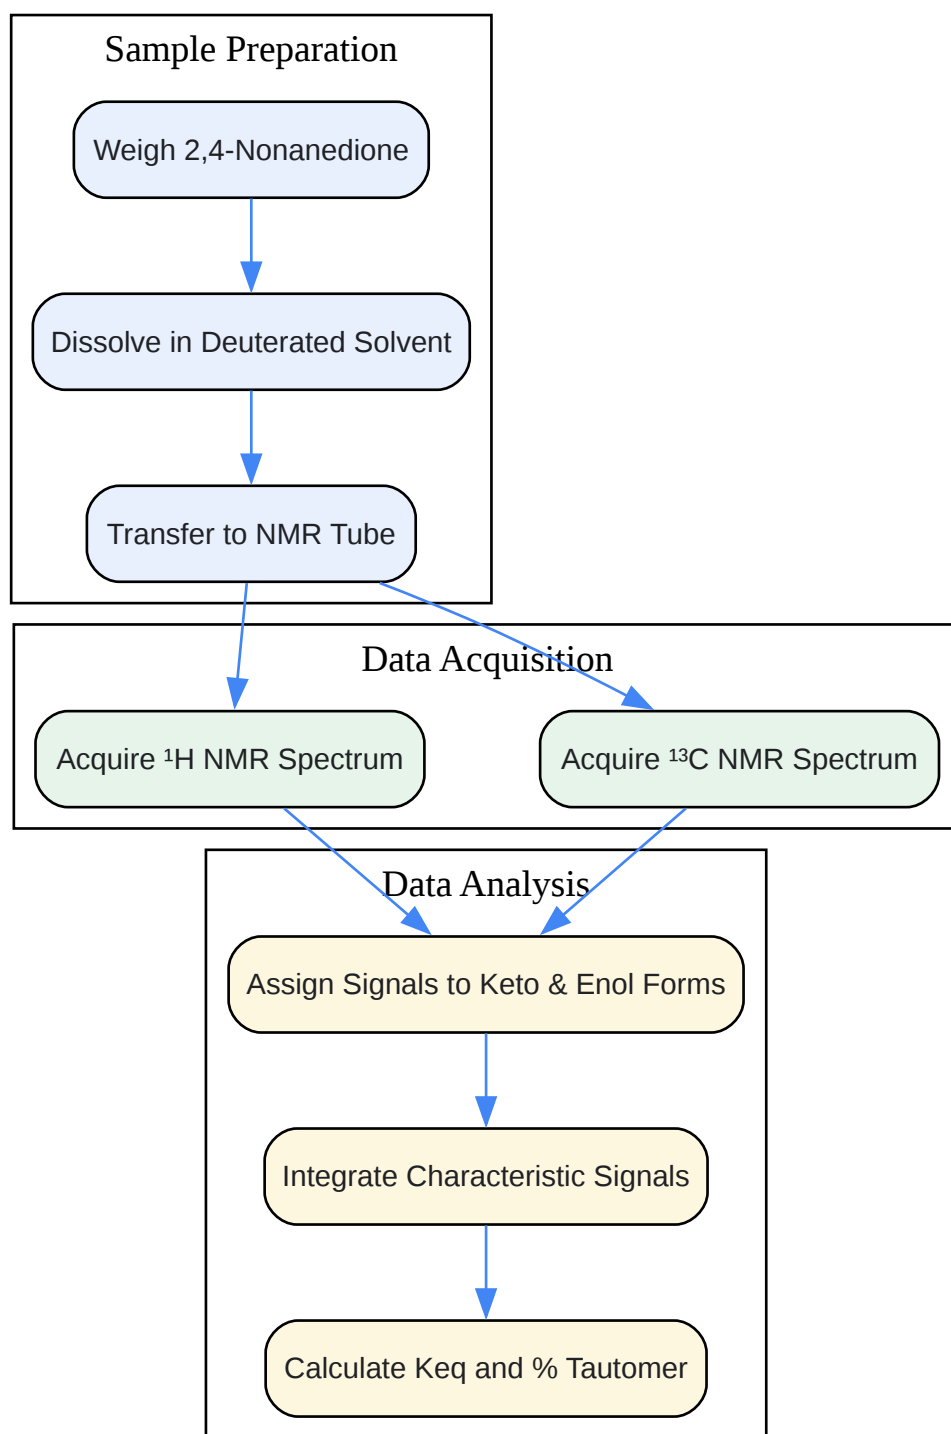 Sample Preparation
Weigh 2,4-Nonanedione
Dissolve in Deuterated Solvent
Transfer to NMR Tube
Data Acquisition
Acquire ¹H NMR Spectrum
Acquire ¹³C NMR Spectrum
Data Analysis
Assign Signals to Keto & Enol Forms
Integrate Characteristic Signals
Calculate Keq and % Tautomer